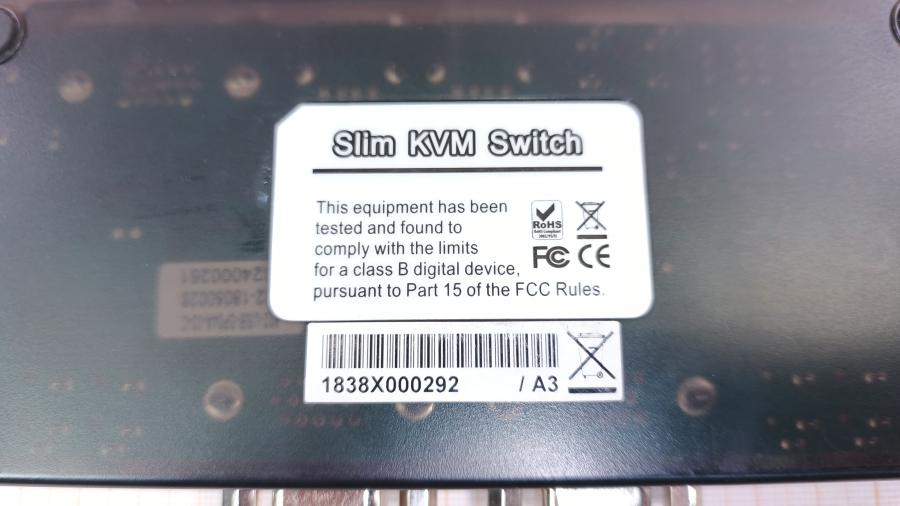 Slim KVM Switch
This equipment has been
tested and found to
comply with the limits
for a class B digital device,
pursuant to Part 15 of the FCC Rules.
RoHS
FC CE
1838X000292 / A3
24000261